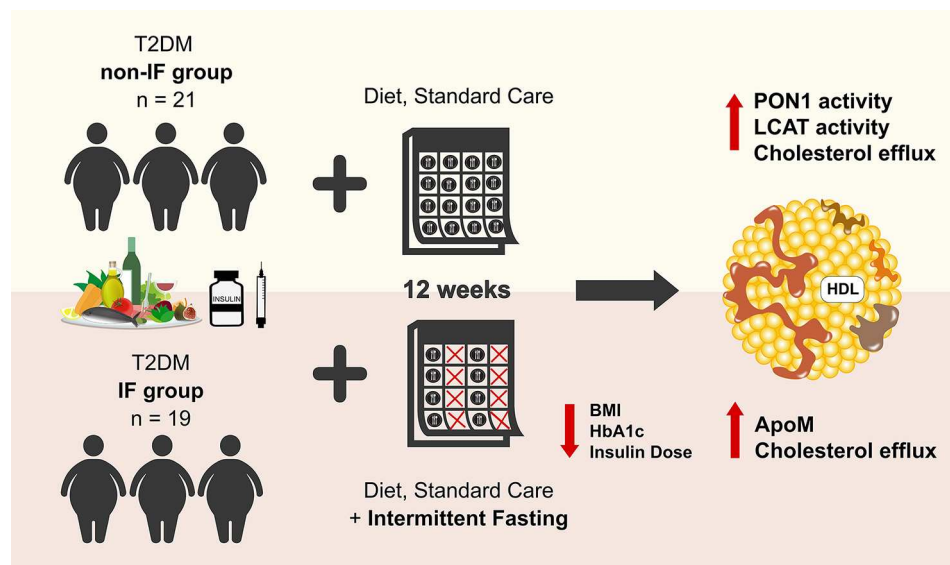 T2DM
non-IF group
n = 21
Diet, Standard Care
PON1 activity
LCAT activity
Cholesterol efflux
INSULIN
12 weeks
HDL
T2DM
IF group
n = 19
BMI
HbA1c
Insulin Dose
ApoM
Cholesterol efflux
Diet, Standard Care
+ Intermittent Fasting